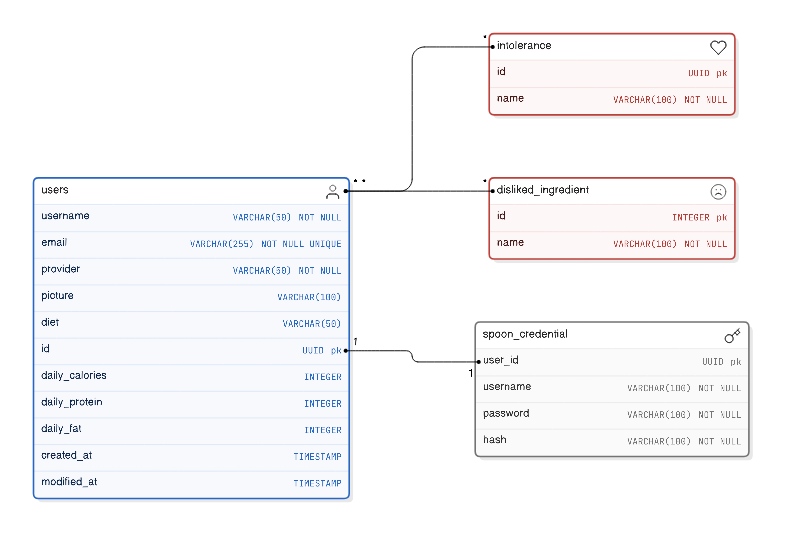 intolerance
id UUID pk
name VARCHAR(100) NOT NULL
users
username VARCHAR(50) NOT NULL
email VARCHAR(255) NOT NULL UNIQUE
provider VARCHAR(50) NOT NULL
picture VARCHAR(100)
diet VARCHAR(50)
id UUID pk
daily_calories INTEGER
daily_protein INTEGER
daily_fat INTEGER
created_at TIMESTAMP
modified_at TIMESTAMP
* *
*
*
1
1
disliked_ingredient
id INTEGER pk
name VARCHAR(100) NOT NULL
spoon_credential
user_id UUID pk
username VARCHAR(100) NOT NULL
password VARCHAR(100) NOT NULL
hash VARCHAR(100) NOT NULL